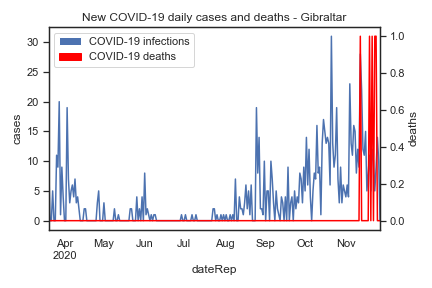 New COVID-19 daily cases and deaths - Gibraltar
COVID-19 infections
COVID-19 deaths
30
25
20
15
10
5
0
cases
1.0
0.8
0.6
0.4
0.2
0.0
deaths
Apr May Jun Jul Aug Sep Oct Nov
2020
dateRep